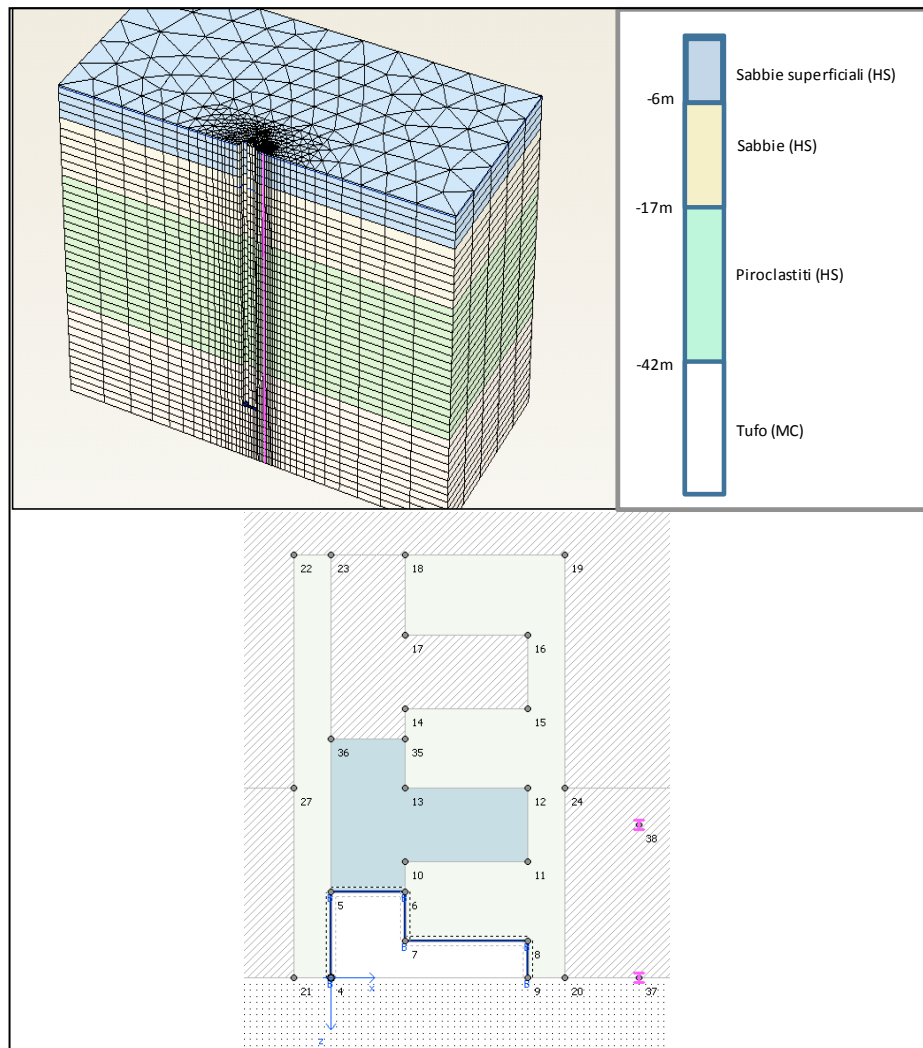 Sabbie superficiali (HS)
-6m
Sabbie (HS)
-17m
Piroclastiti (HS)
-42m
Tufo (MC)
22 23 18 19
17 16
14 15
36 35
27 13 12 24
38
10 11
5 6
B B
7 8
B B
21 4 9 20 37
B x B
z